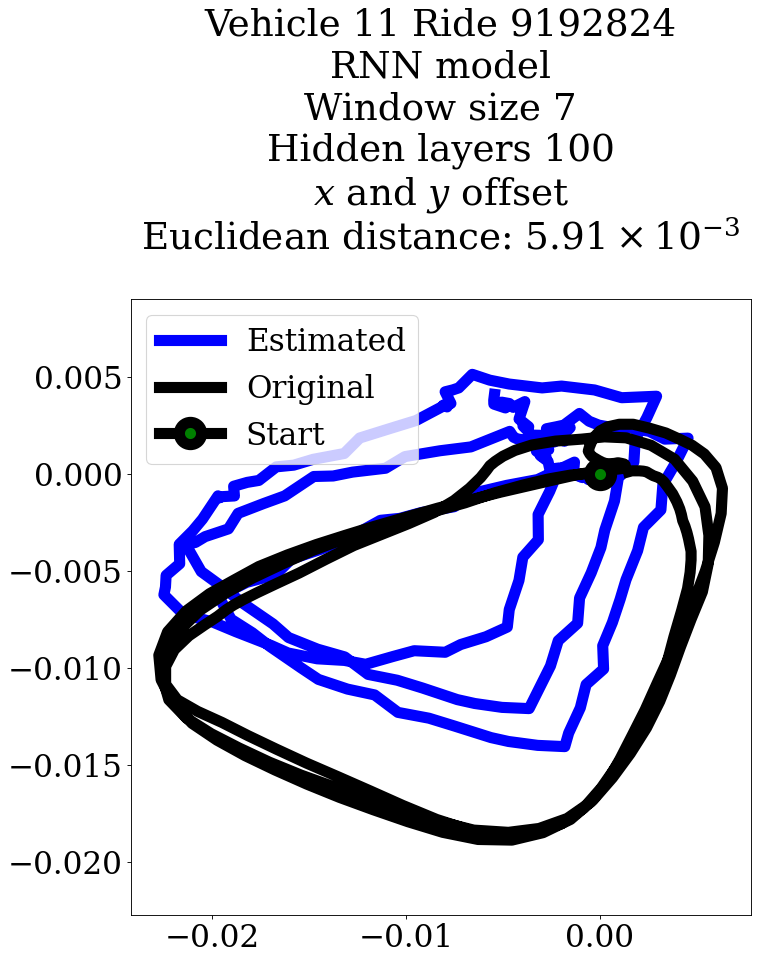 Vehicle 11 Ride 9192824
RNN model
Window size 7
Hidden layers 100
x and y offset
Euclidean distance: 5.91 × 10⁻³
Estimated
Original
Start
0.005
0.000
−0.005
−0.010
−0.015
−0.020
−0.02
−0.01
0.00